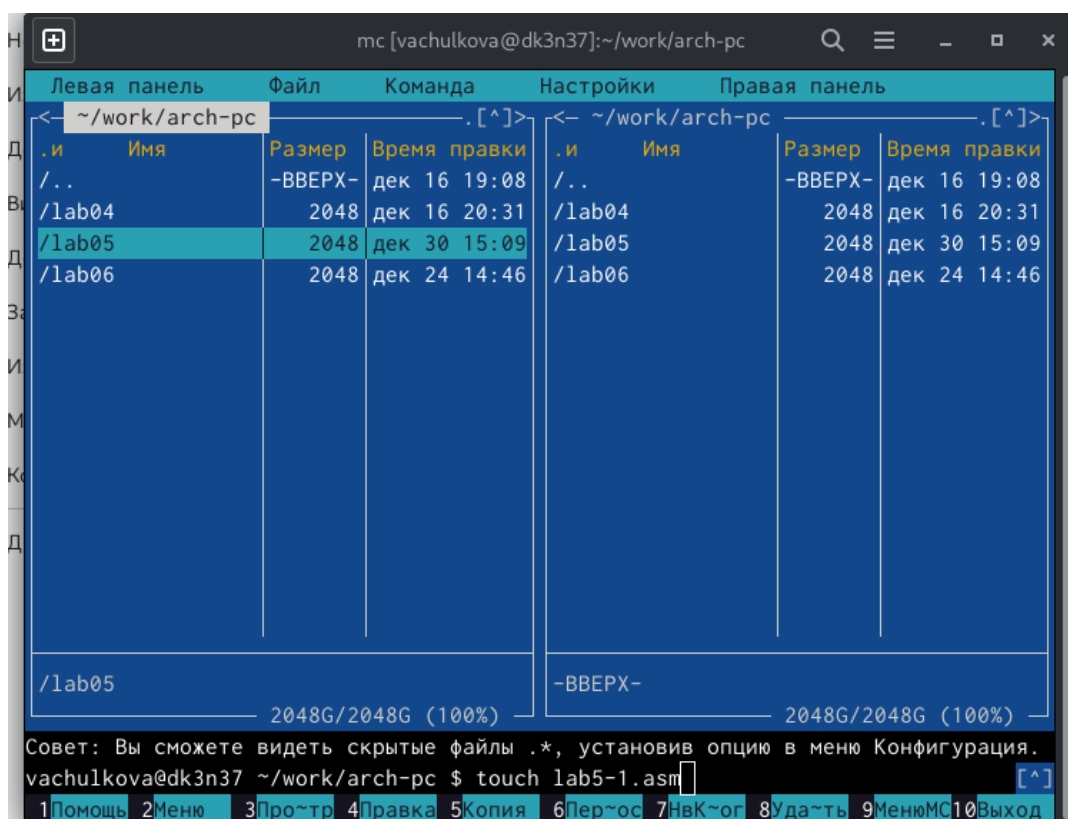 mc [vachulkova@dk3n37]:~/work/arch-pc
Левая панель Файл Команда Настройки Правая панель
<— ~/work/arch-pc .[^]> <— ~/work/arch-pc .[^]>
.и Имя Размер Время правки .и Имя Размер Время правки
/.. -ВВЕРХ- дек 16 19:08 /.. -ВВЕРХ- дек 16 19:08
/lab04 2048 дек 16 20:31 /lab04 2048 дек 16 20:31
/lab05 2048 дек 30 15:09 /lab05 2048 дек 30 15:09
/lab06 2048 дек 24 14:46 /lab06 2048 дек 24 14:46
/lab05 -ВВЕРХ-
2048G/2048G (100%) 2048G/2048G (100%)
Совет: Вы сможете видеть скрытые файлы .*, установив опцию в меню Конфигурация.
vachulkova@dk3n37 ~/work/arch-pc $ touch lab5-1.asm [^]
1Помощь 2Меню 3Про~тр 4Правка 5Копия 6Пер~ос 7НвК~ог 8Уда~ть 9МенюМС 10Выход